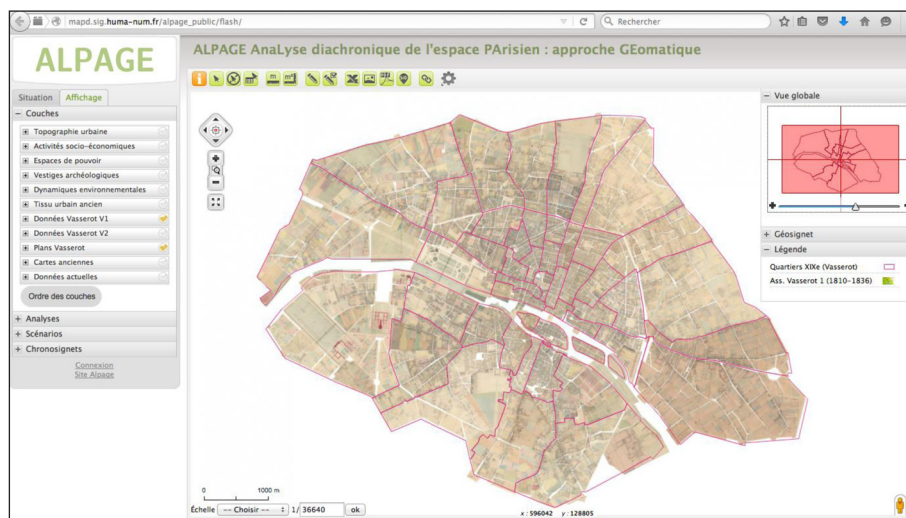 mapd.sig.huma-num.fr/alpage_public/flash/
Rechercher
ALPAGE
ALPAGE AnaLyse diachronique de l'espace PArisien : approche GEomatique
Situation
Affichage
Couches
Topographie urbaine
Activités socio-économiques
Espaces de pouvoir
Vestiges archéologiques
Dynamiques environnementales
Tissu urbain ancien
Données Vasserot V1
Données Vasserot V2
Plans Vasserot
Cartes anciennes
Données actuelles
Ordre des couches
Analyses
Scénarios
Chronosignets
Connexion
Site Alpage
Vue globale
Géosignet
Légende
Quartiers XIXe (Vasserot)
Ass. Vasserot 1 (1810-1836)
0 1000 m
Échelle -- Choisir -- 1/ 36640 ok
x : 596042 y : 128805